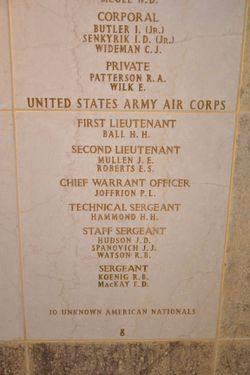 McGEE W.D.
CORPORAL
BUTLER I. (Jr.)
SENKYRIK I.D. (Jr.)
WIDEMAN C.J.
PRIVATE
PATTERSON R.A.
WILK E.
UNITED STATES ARMY AIR CORPS
FIRST LIEUTENANT
BALL H.H.
SECOND LIEUTENANT
MULLEN J.E.
ROBERTS E.S.
CHIEF WARRANT OFFICER
JOFFRION P.L.
TECHNICAL SERGEANT
HAMMOND H.H.
STAFF SERGEANT
HUDSON J.D.
SPANOVICH J.J.
WATSON R.B.
SERGEANT
KOENIG R.B.
MacKAY F.D.
10 UNKNOWN AMERICAN NATIONALS
8